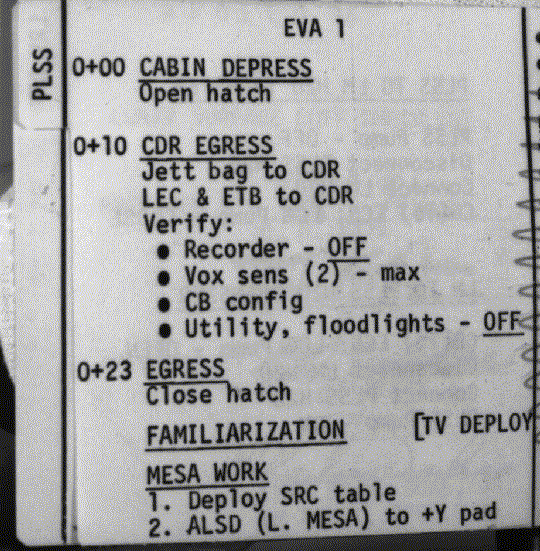 PLSS
EVA 1
0+00 CABIN DEPRESS
Open hatch
0+10 CDR EGRESS
Jett bag to CDR
LEC & ETB to CDR
Verify:
● Recorder - OFF
● Vox sens (2) - max
● CB config
● Utility, floodlights - OFF
0+23 EGRESS
Close hatch
FAMILIARIZATION [TV DEPLOY
MESA WORK
1. Deploy SRC table
2. ALSD (L. MESA) to +Y pad